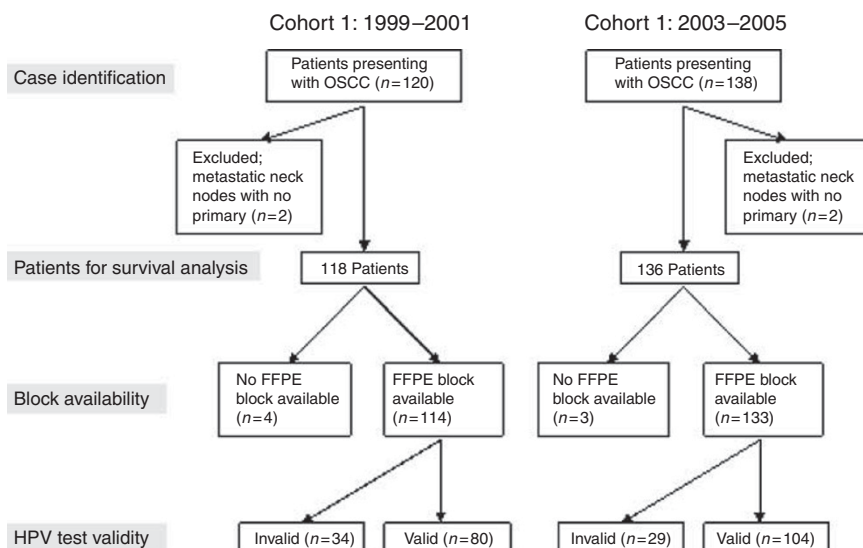 Cohort 1: 1999–2001
Cohort 1: 2003–2005
Case identification
Patients presenting
with OSCC (n=120)
Patients presenting
with OSCC (n=138)
Excluded;
metastatic neck
nodes with no
primary (n=2)
Excluded;
metastatic neck
nodes with no
primary (n=2)
Patients for survival analysis
118 Patients
136 Patients
Block availability
No FFPE
block available
(n=4)
FFPE block
available
(n=114)
No FFPE
block available
(n=3)
FFPE block
available
(n=133)
HPV test validity
Invalid (n=34)
Valid (n=80)
Invalid (n=29)
Valid (n=104)